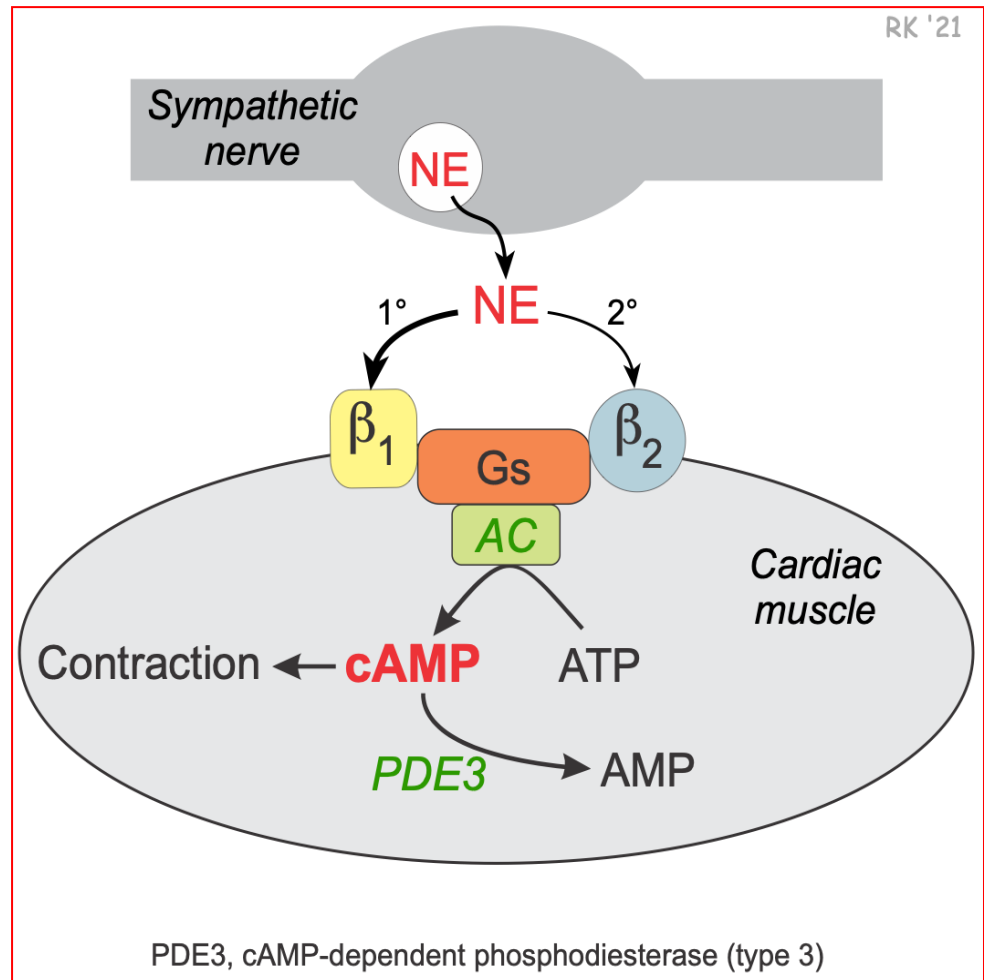 RK '21
Sympathetic
nerve
NE
NE
1°
2°
β1
β2
Gs
AC
Cardiac
muscle
Contraction
cAMP
ATP
PDE3
AMP
PDE3, cAMP-dependent phosphodiesterase (type 3)